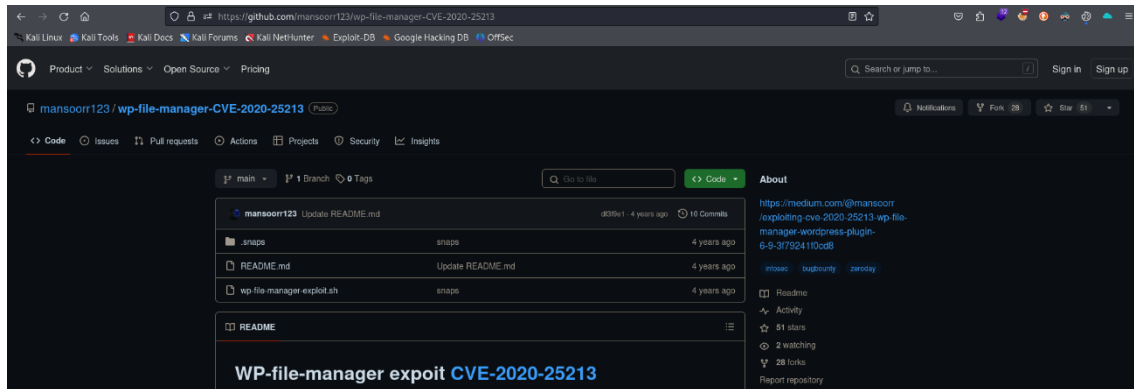 https://github.com/mansoorr123/wp-file-manager-CVE-2020-25213
Kali Linux Kali Tools Kali Docs Kali Forums Kali NetHunter Exploit-DB Google Hacking DB OffSec
Product Solutions Open Source Pricing Search or jump to... / Sign in Sign up
mansoorr123 / wp-file-manager-CVE-2020-25213 Public Notifications Fork 28 Star 51
Code Issues Pull requests Actions Projects Security Insights
main 1 Branch 0 Tags Go to file Code
mansoorr123 Update README.md 4 years ago 10 Commits
.snaps snaps 4 years ago
README.md Update README.md 4 years ago
wp-file-manager-exploit.sh snaps 4 years ago
README
WP-file-manager expoit CVE-2020-25213
About
https://medium.com/@mansoorr
/exploiting-cve-2020-25213-wp-file-
manager-wordpress-plugin-
6-9-3f79241f0cd8
infosec bugbounty zeroday
Readme
Activity
51 stars
2 watching
28 forks
Report repository